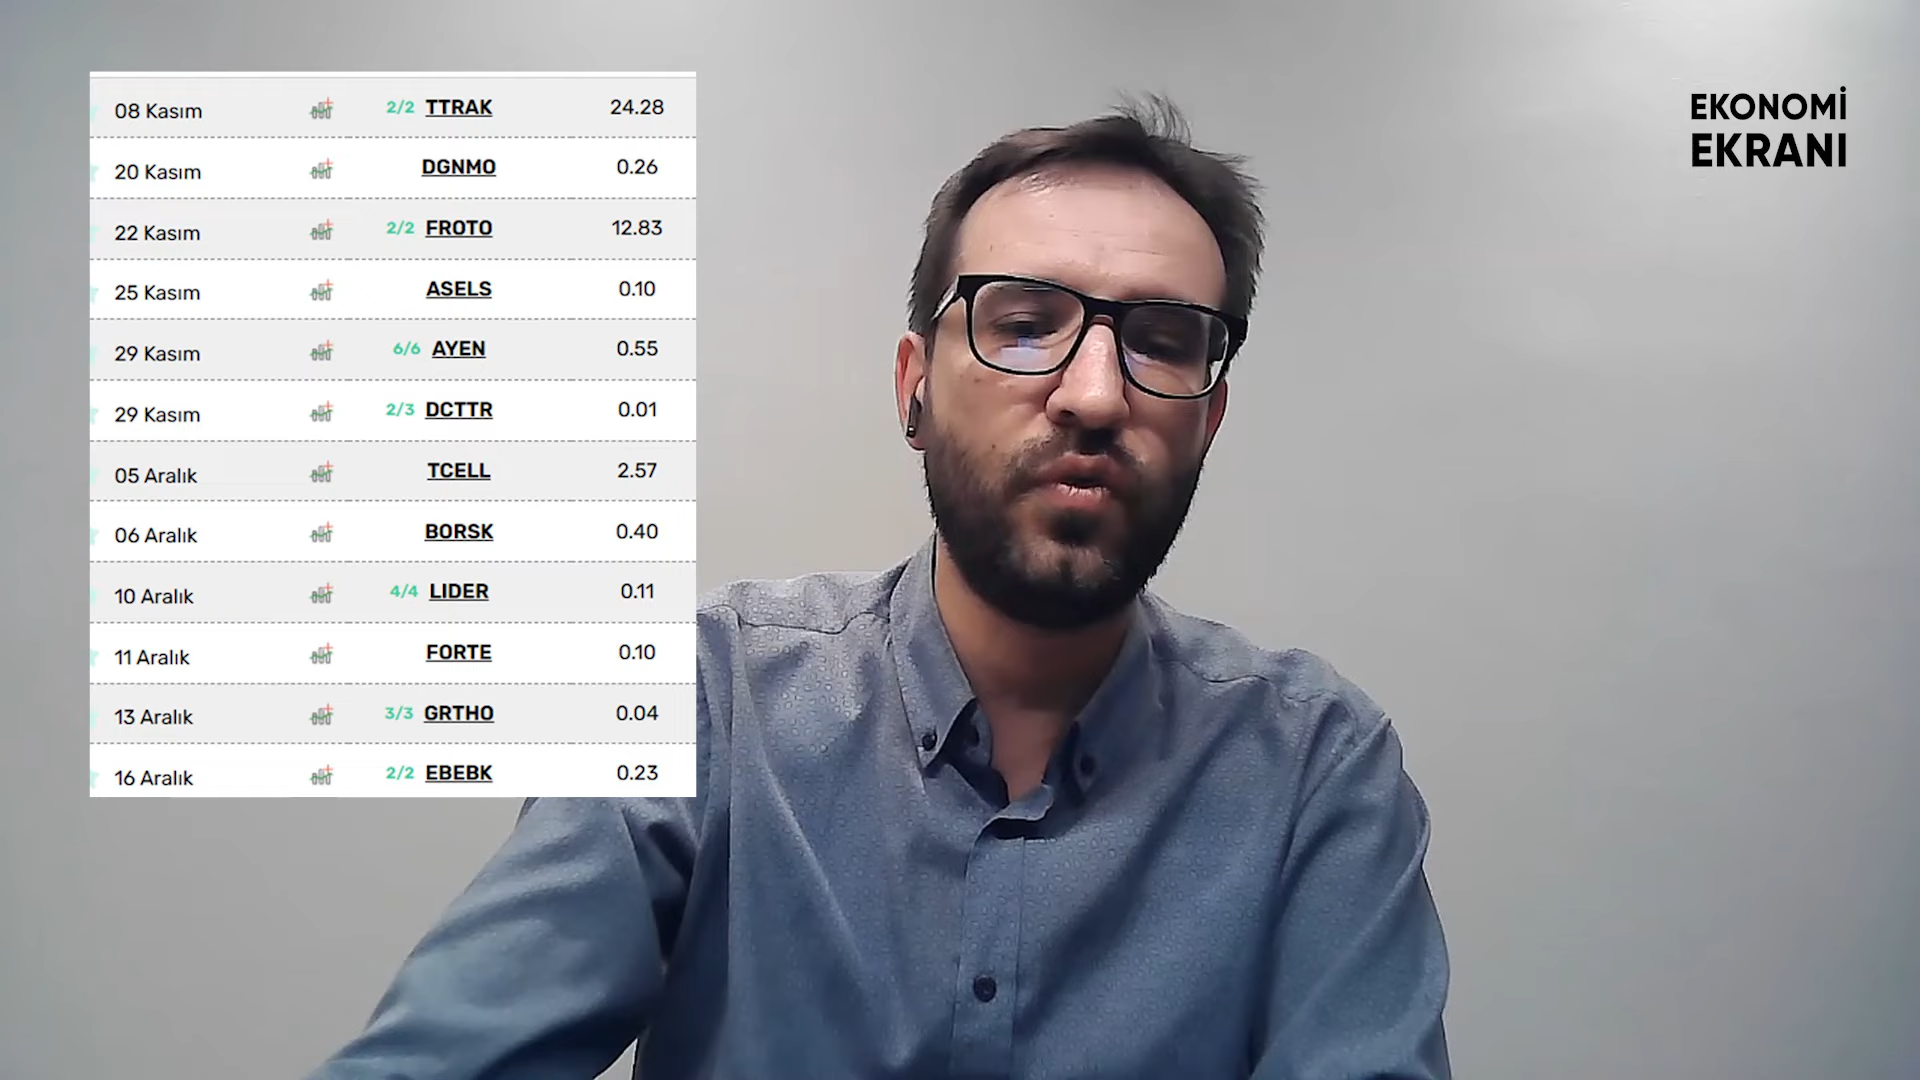 08 Kasım 2/2 TTRAK 24.28
20 Kasım DGNMO 0.26
22 Kasım 2/2 FROTO 12.83
25 Kasım ASELS 0.10
29 Kasım 6/6 AYEN 0.55
29 Kasım 2/3 DCTTR 0.01
05 Aralık TCELL 2.57
06 Aralık BORSK 0.40
10 Aralık 4/4 LIDER 0.11
11 Aralık FORTE 0.10
13 Aralık 3/3 GRTHO 0.04
16 Aralık 2/2 EBEBK 0.23
EKONOMİ
EKRANI